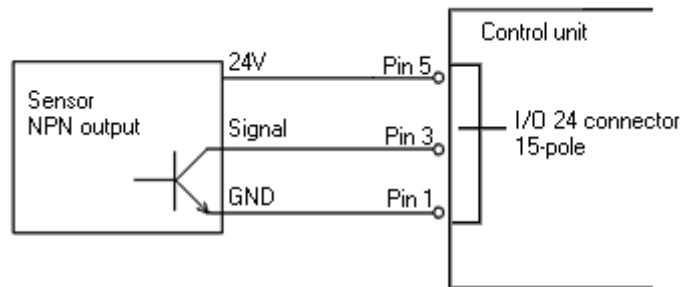 Control unit
24V
Pin 5
Sensor
NPN output
Signal
Pin 3
I/O 24 connector
15-pole
GND
Pin 1